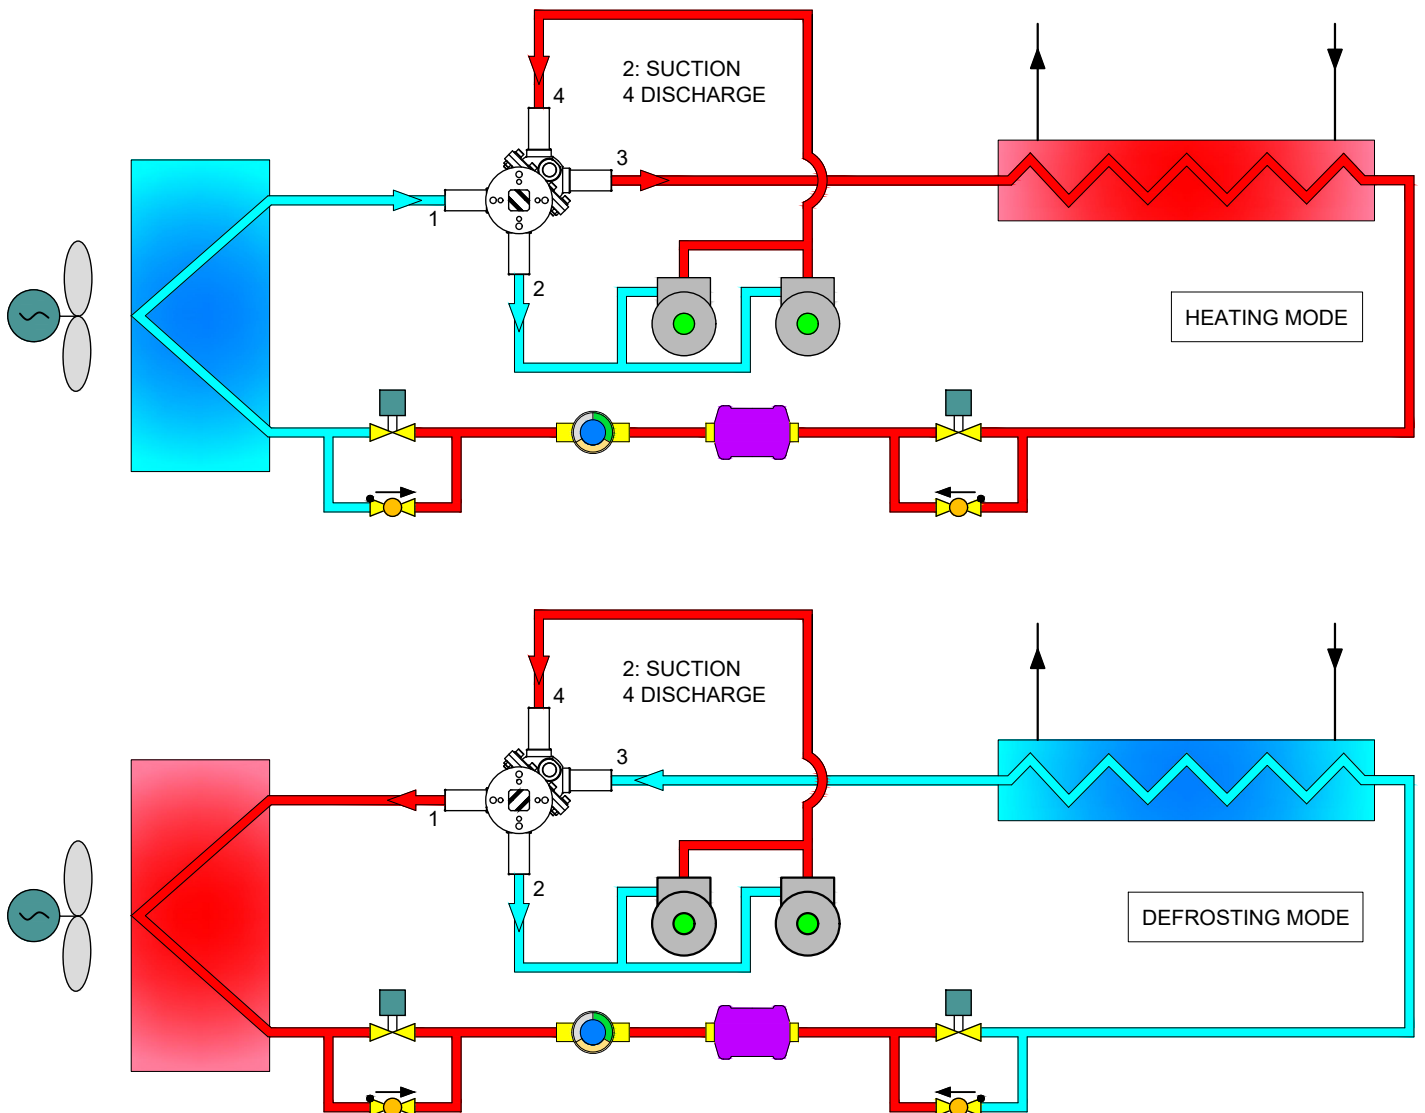 2: SUCTION
4 DISCHARGE
4
3
1
2
HEATING MODE
2: SUCTION
4 DISCHARGE
4
3
1
2
DEFROSTING MODE